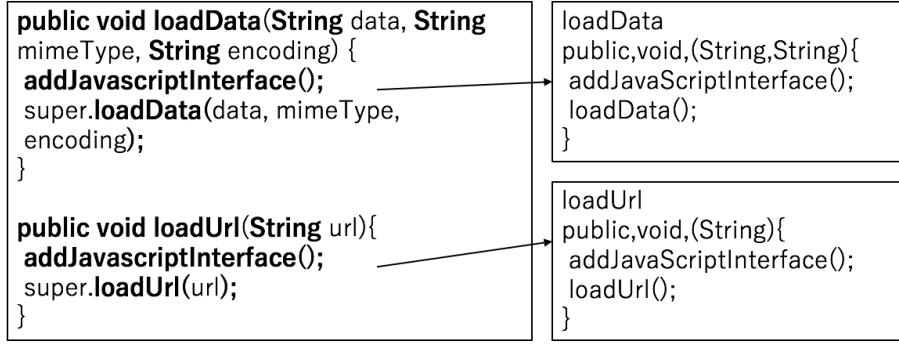 public void loadData(String data, String
mimeType, String encoding) {
addJavascriptInterface();
super.loadData(data, mimeType,
encoding);
}
public void loadUrl(String url){
addJavascriptInterface();
super.loadUrl(url);
}
loadData
public,void,(String,String){
addJavaScriptInterface();
loadData();
}
loadUrl
public,void,(String){
addJavaScriptInterface();
loadUrl();
}